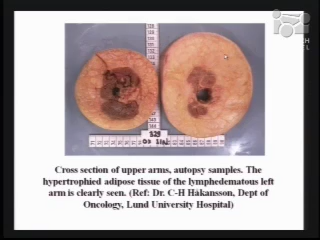 Cross section of upper arms, autopsy samples. The
hypertrophied adipose tissue of the lymphedematous left
arm is clearly seen. (Ref: Dr. C-H Håkansson, Dept of
Oncology, Lund University Hospital)